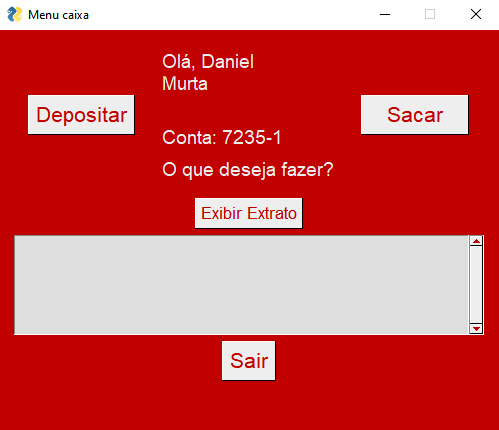 Menu caixa
Olá, Daniel
Murta
Depositar
Sacar
Conta: 7235-1
O que deseja fazer?
Exibir Extrato
Sair